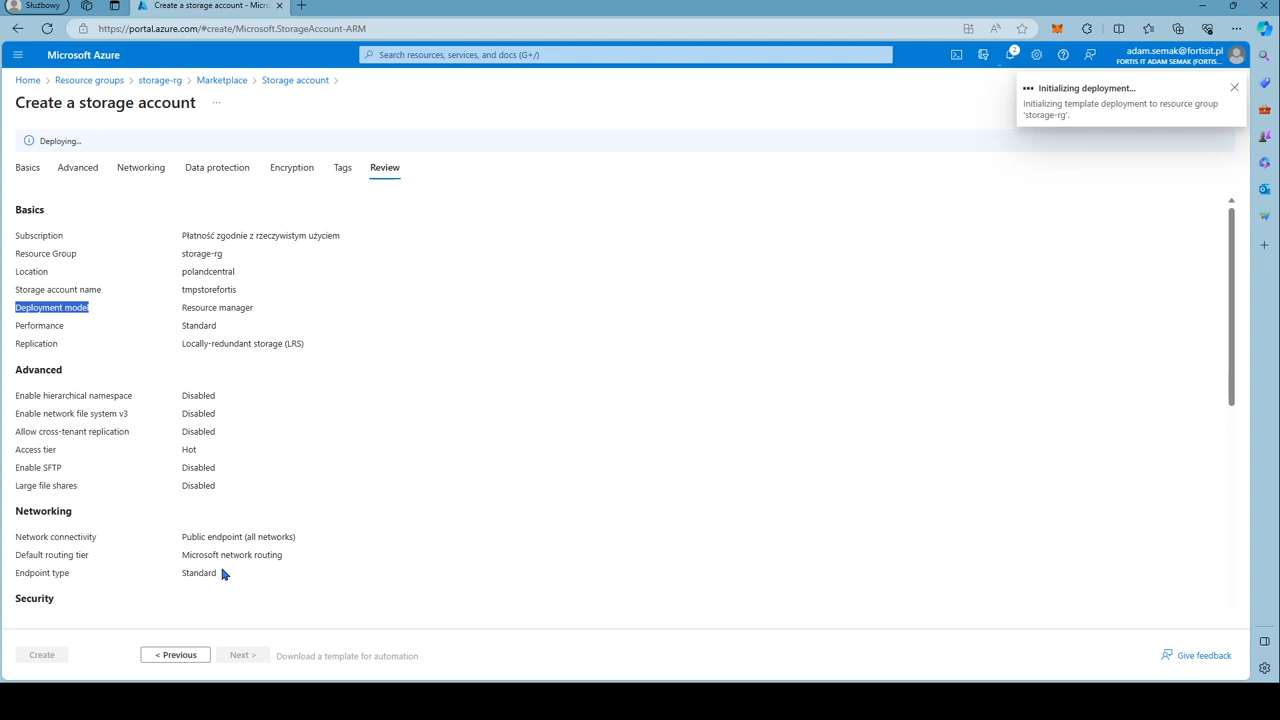 Służbowy
Create a storage account - Micro
https://portal.azure.com/#create/Microsoft.StorageAccount-ARM
Microsoft Azure
Search resources, services, and docs (G+/)
2
adam.semak@fortisit.pl
FORTIS IT ADAM SEMAK (FORTIS...
Home > Resource groups > storage-rg > Marketplace > Storage account >
Create a storage account ...
Initializing deployment...
Initializing template deployment to resource group
'storage-rg'.
Deploying...
Basics Advanced Networking Data protection Encryption Tags Review
Basics
Subscription Płatność zgodnie z rzeczywistym użyciem
Resource Group storage-rg
Location polandcentral
Storage account name tmpstorefortis
Deployment model Resource manager
Performance Standard
Replication Locally-redundant storage (LRS)
Advanced
Enable hierarchical namespace Disabled
Enable network file system v3 Disabled
Allow cross-tenant replication Disabled
Access tier Hot
Enable SFTP Disabled
Large file shares Disabled
Networking
Network connectivity Public endpoint (all networks)
Default routing tier Microsoft network routing
Endpoint type Standard
Security
Create < Previous Next > Download a template for automation
Give feedback